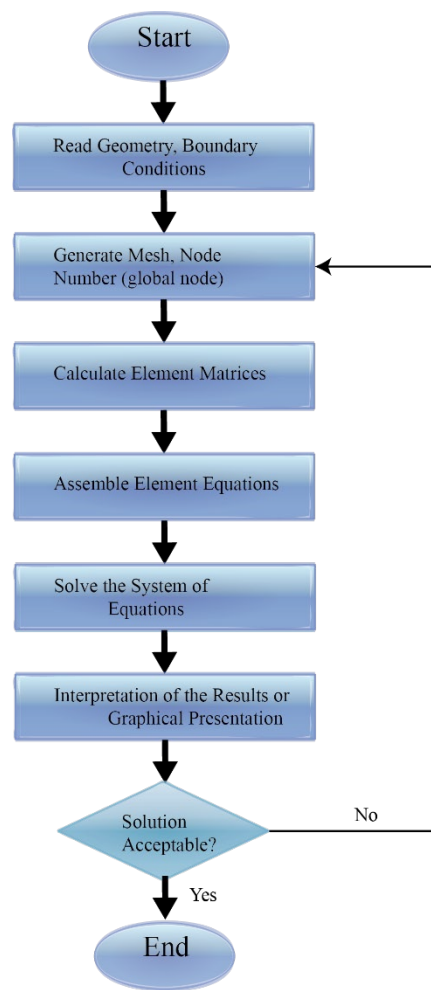 Start
Read Geometry, Boundary
Conditions
Generate Mesh, Node
Number (global node)
Calculate Element Matrices
Assemble Element Equations
Solve the System of
Equations
Interpretation of the Results or
Graphical Presentation
Solution
Acceptable?
No
Yes
End